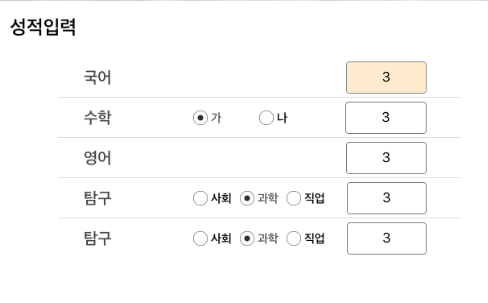 성적입력
국어 3
수학 가 나 3
영어 3
탐구 사회 과학 직업 3
탐구 사회 과학 직업 3